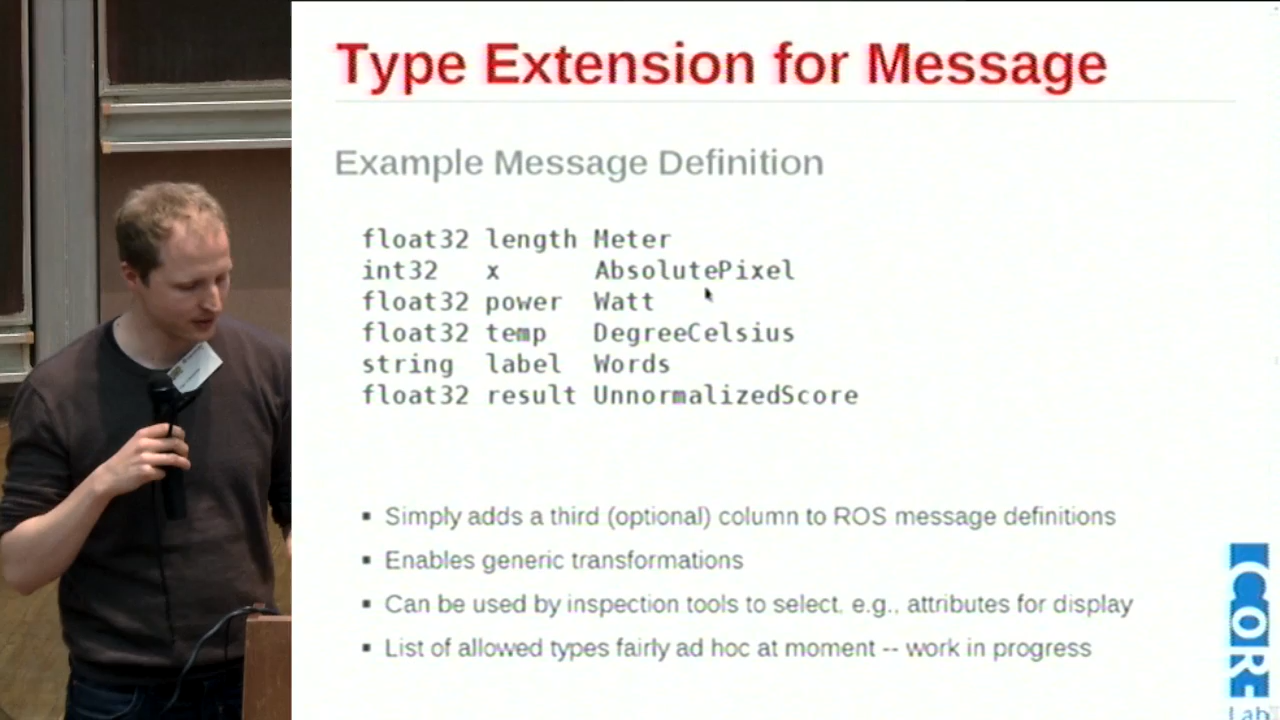 Type Extension for Message
Example Message Definition
float32 length Meter
int32 x AbsolutePixel
float32 power Watt
float32 temp DegreeCelsius
string label Words
float32 result UnnormalizedScore
Simply adds a third (optional) column to ROS message definitions
Enables generic transformations
Can be used by inspection tools to select, e.g., attributes for display
List of allowed types fairly ad hoc at moment -- work in progress
COR
Lab